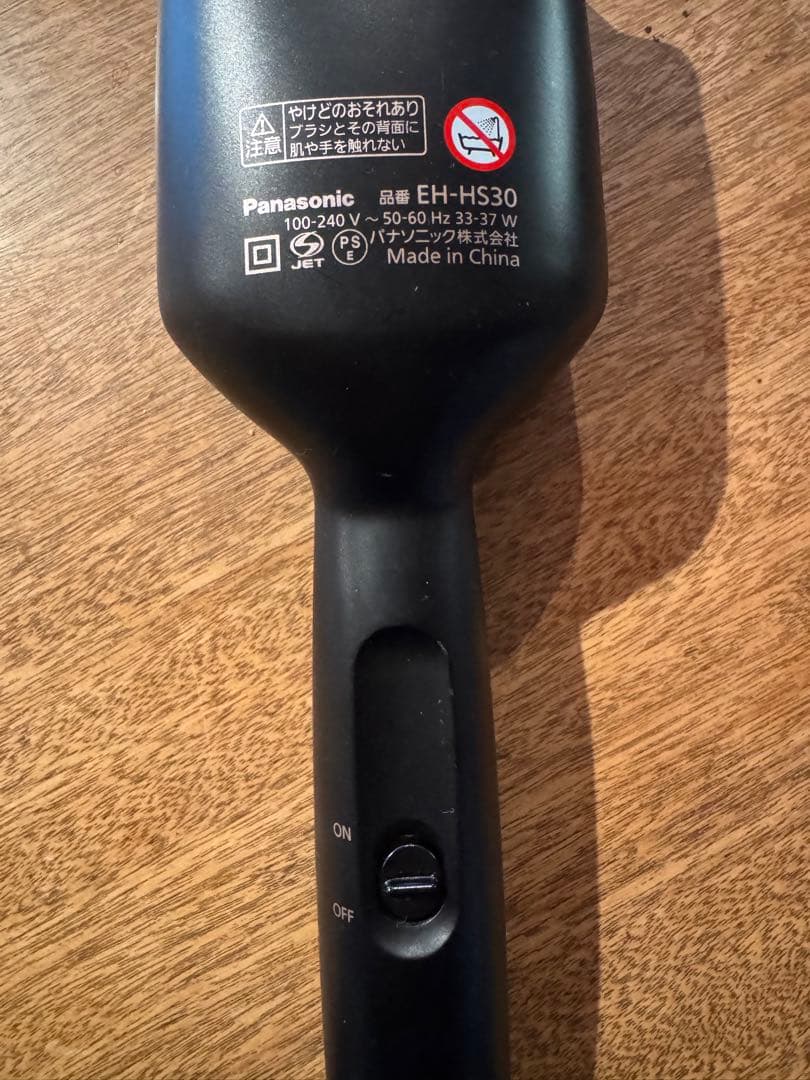 注意
やけどのおそれあり
ブラシとその背面に
肌や手を触れない
Panasonic 品番 EH-HS30
100-240 V ~ 50-60 Hz 33-37 W
JET PSE パナソニック株式会社
Made in China
ON
OFF